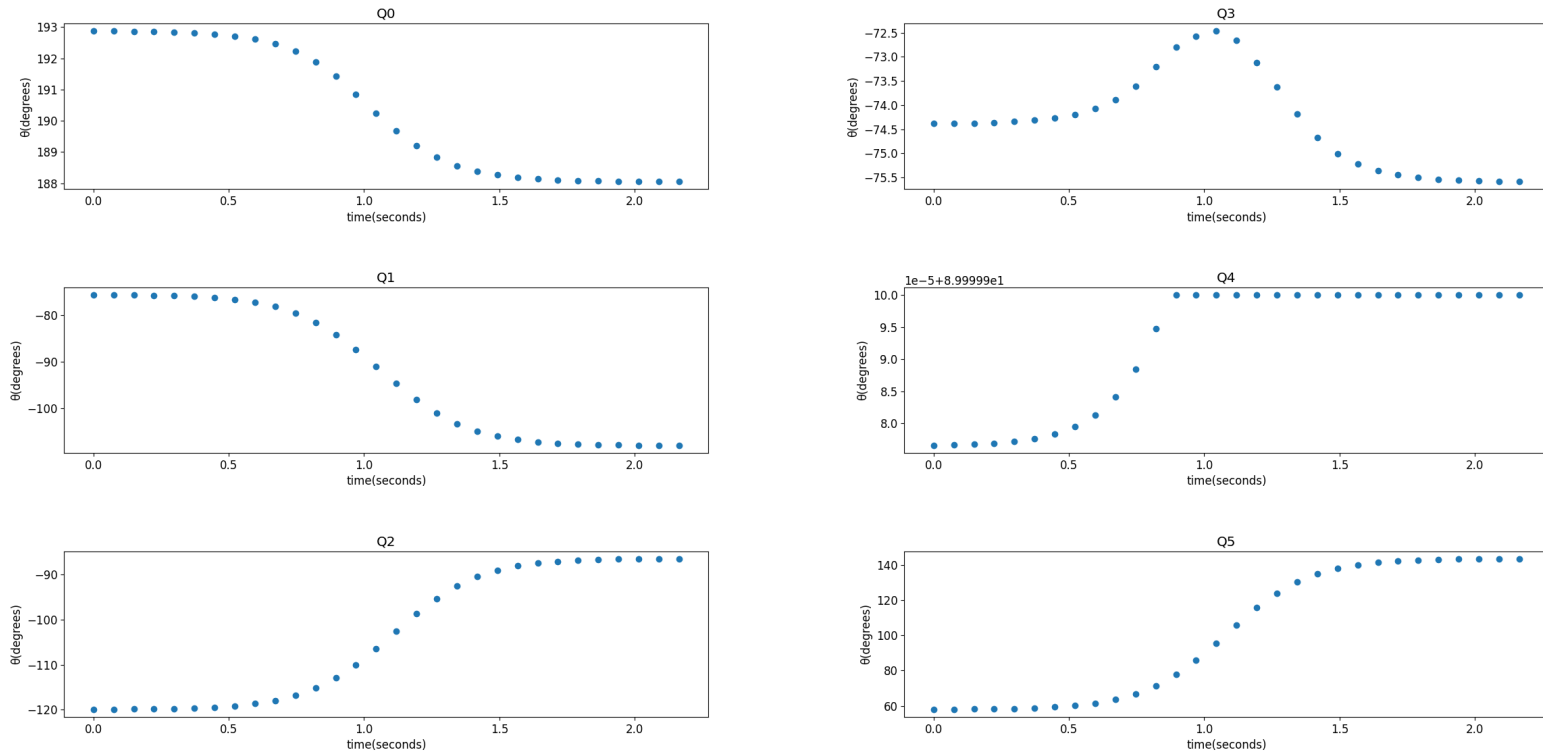 Q0
193
192
191
190
189
188
θ(degrees)
0.0 0.5 1.0 1.5 2.0
time(seconds)
Q3
−72.5
−73.0
−73.5
−74.0
−74.5
−75.0
−75.5
θ(degrees)
0.0 0.5 1.0 1.5 2.0
time(seconds)
Q1
−80
−90
−100
θ(degrees)
0.0 0.5 1.0 1.5 2.0
time(seconds)
Q4
1e−5+8.99999e1
10.0
9.5
9.0
8.5
8.0
θ(degrees)
0.0 0.5 1.0 1.5 2.0
time(seconds)
Q2
−90
−100
−110
−120
θ(degrees)
0.0 0.5 1.0 1.5 2.0
time(seconds)
Q5
140
120
100
80
60
θ(degrees)
0.0 0.5 1.0 1.5 2.0
time(seconds)